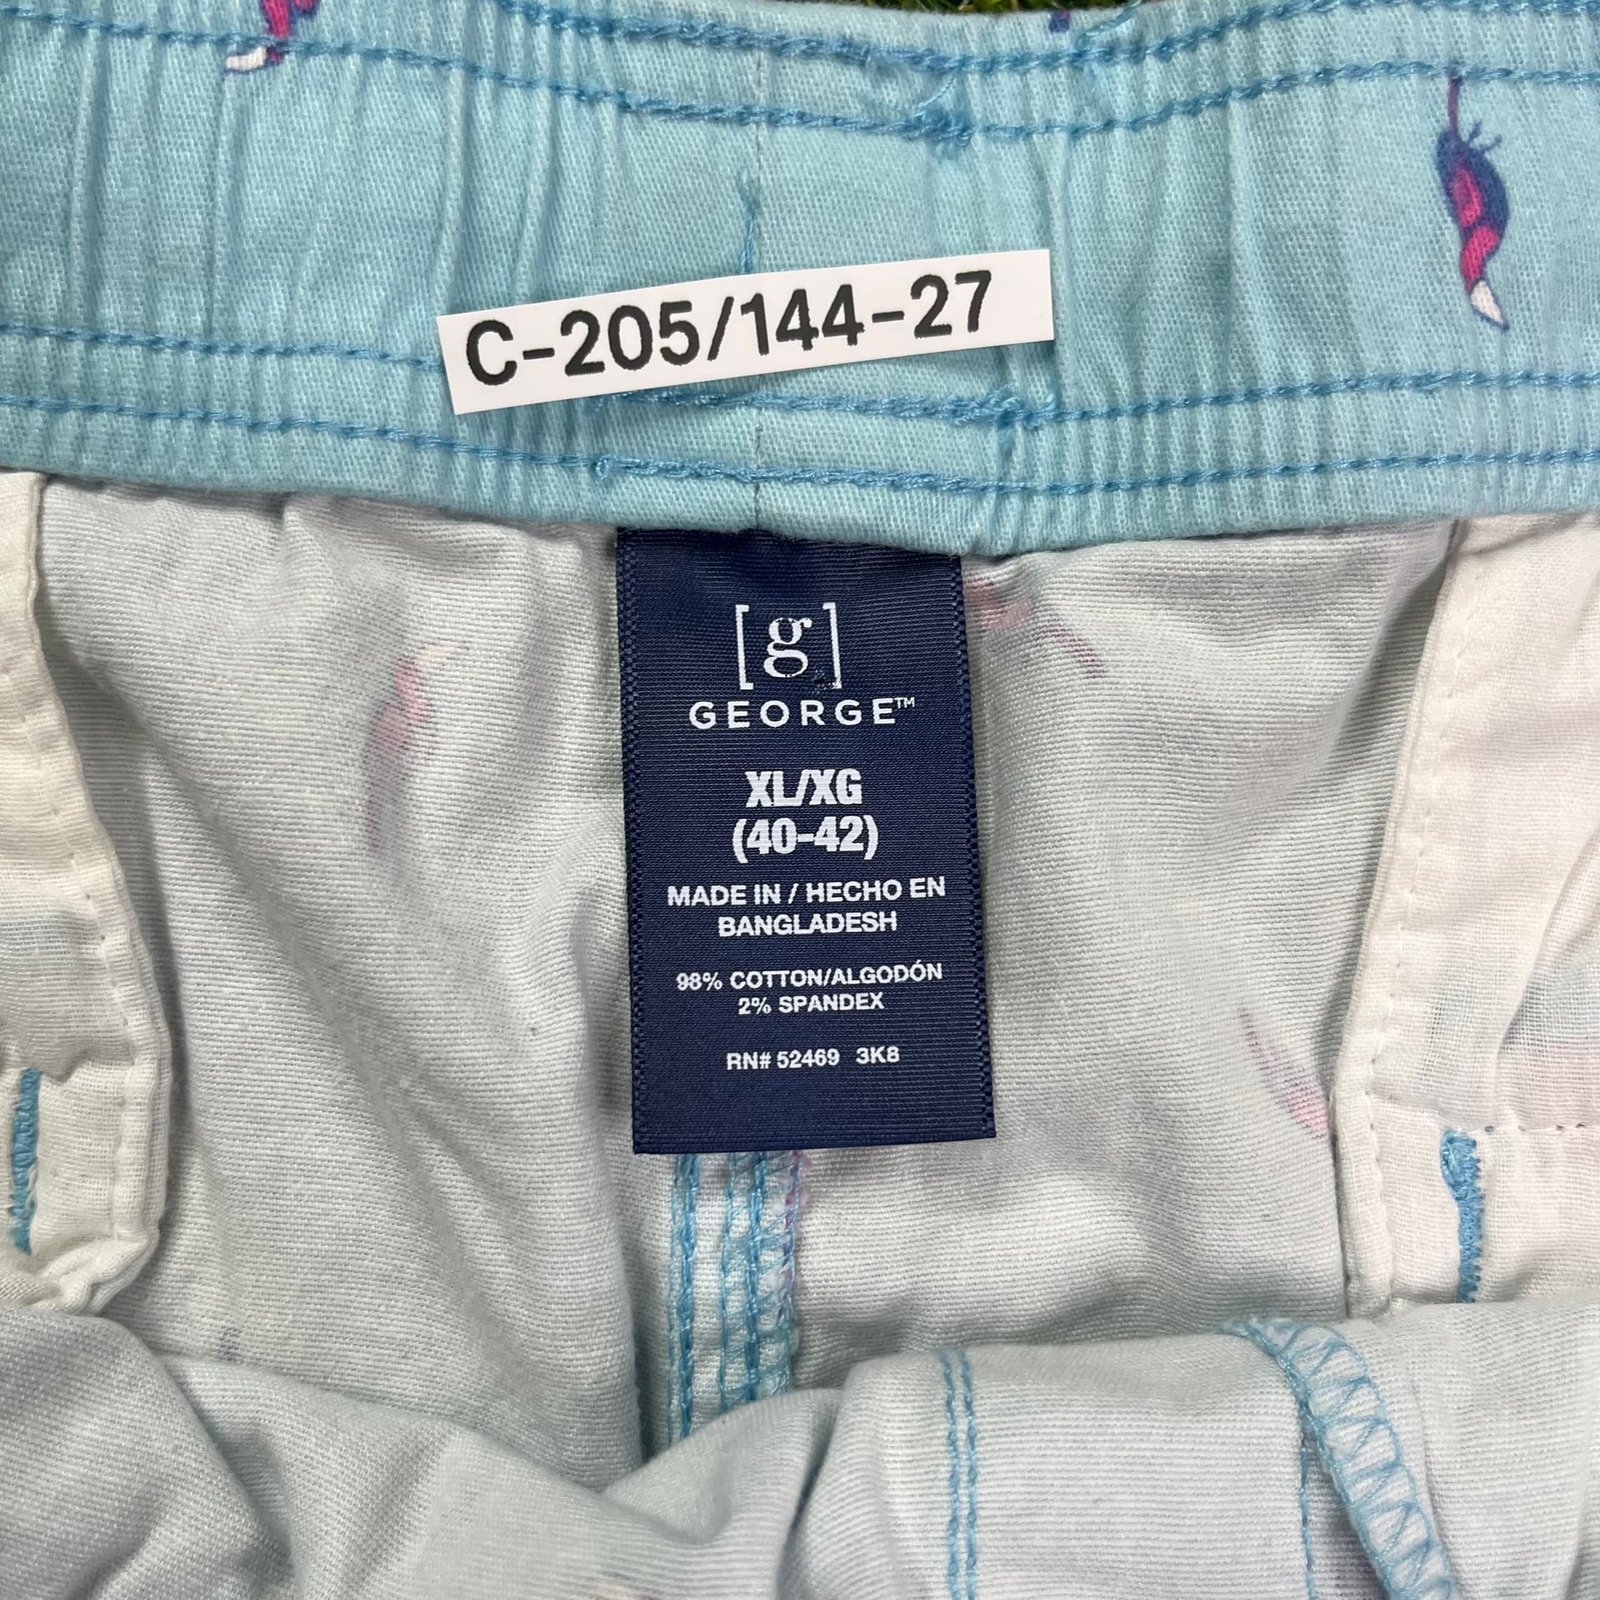 C-205/144-27
[g]
GEORGE™
XL/XG
(40-42)
MADE IN / HECHO EN
BANGLADESH
98% COTTON/ALGODÓN
2% SPANDEX
RN# 52469 3K8